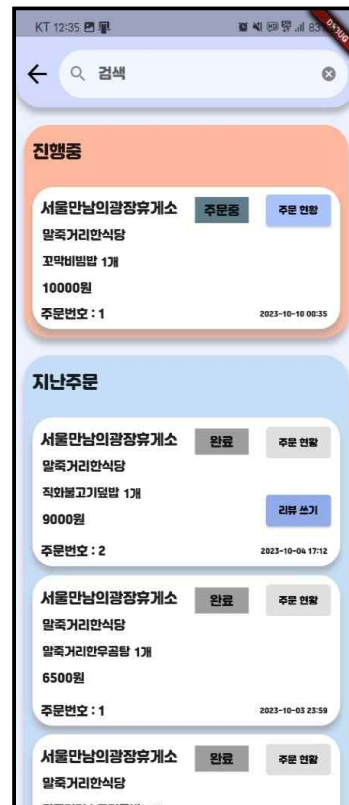 KT 12:35
83
DEBUG
검색
진행중
서울만남의광장휴게소 주문중 주문 현황
말죽거리한식당
꼬막비빔밥 1개
10000원
주문번호 : 1 2023-10-10 00:35
지난주문
서울만남의광장휴게소 완료 주문 현황
말죽거리한식당
직화불고기덮밥 1개
9000원 리뷰 쓰기
주문번호 : 2 2023-10-04 17:12
서울만남의광장휴게소 완료 주문 현황
말죽거리한식당
말죽거리한우곰탕 1개
6500원
주문번호 : 1 2023-10-03 23:59
서울만남의광장휴게소 완료 주문 현황
말죽거리한식당